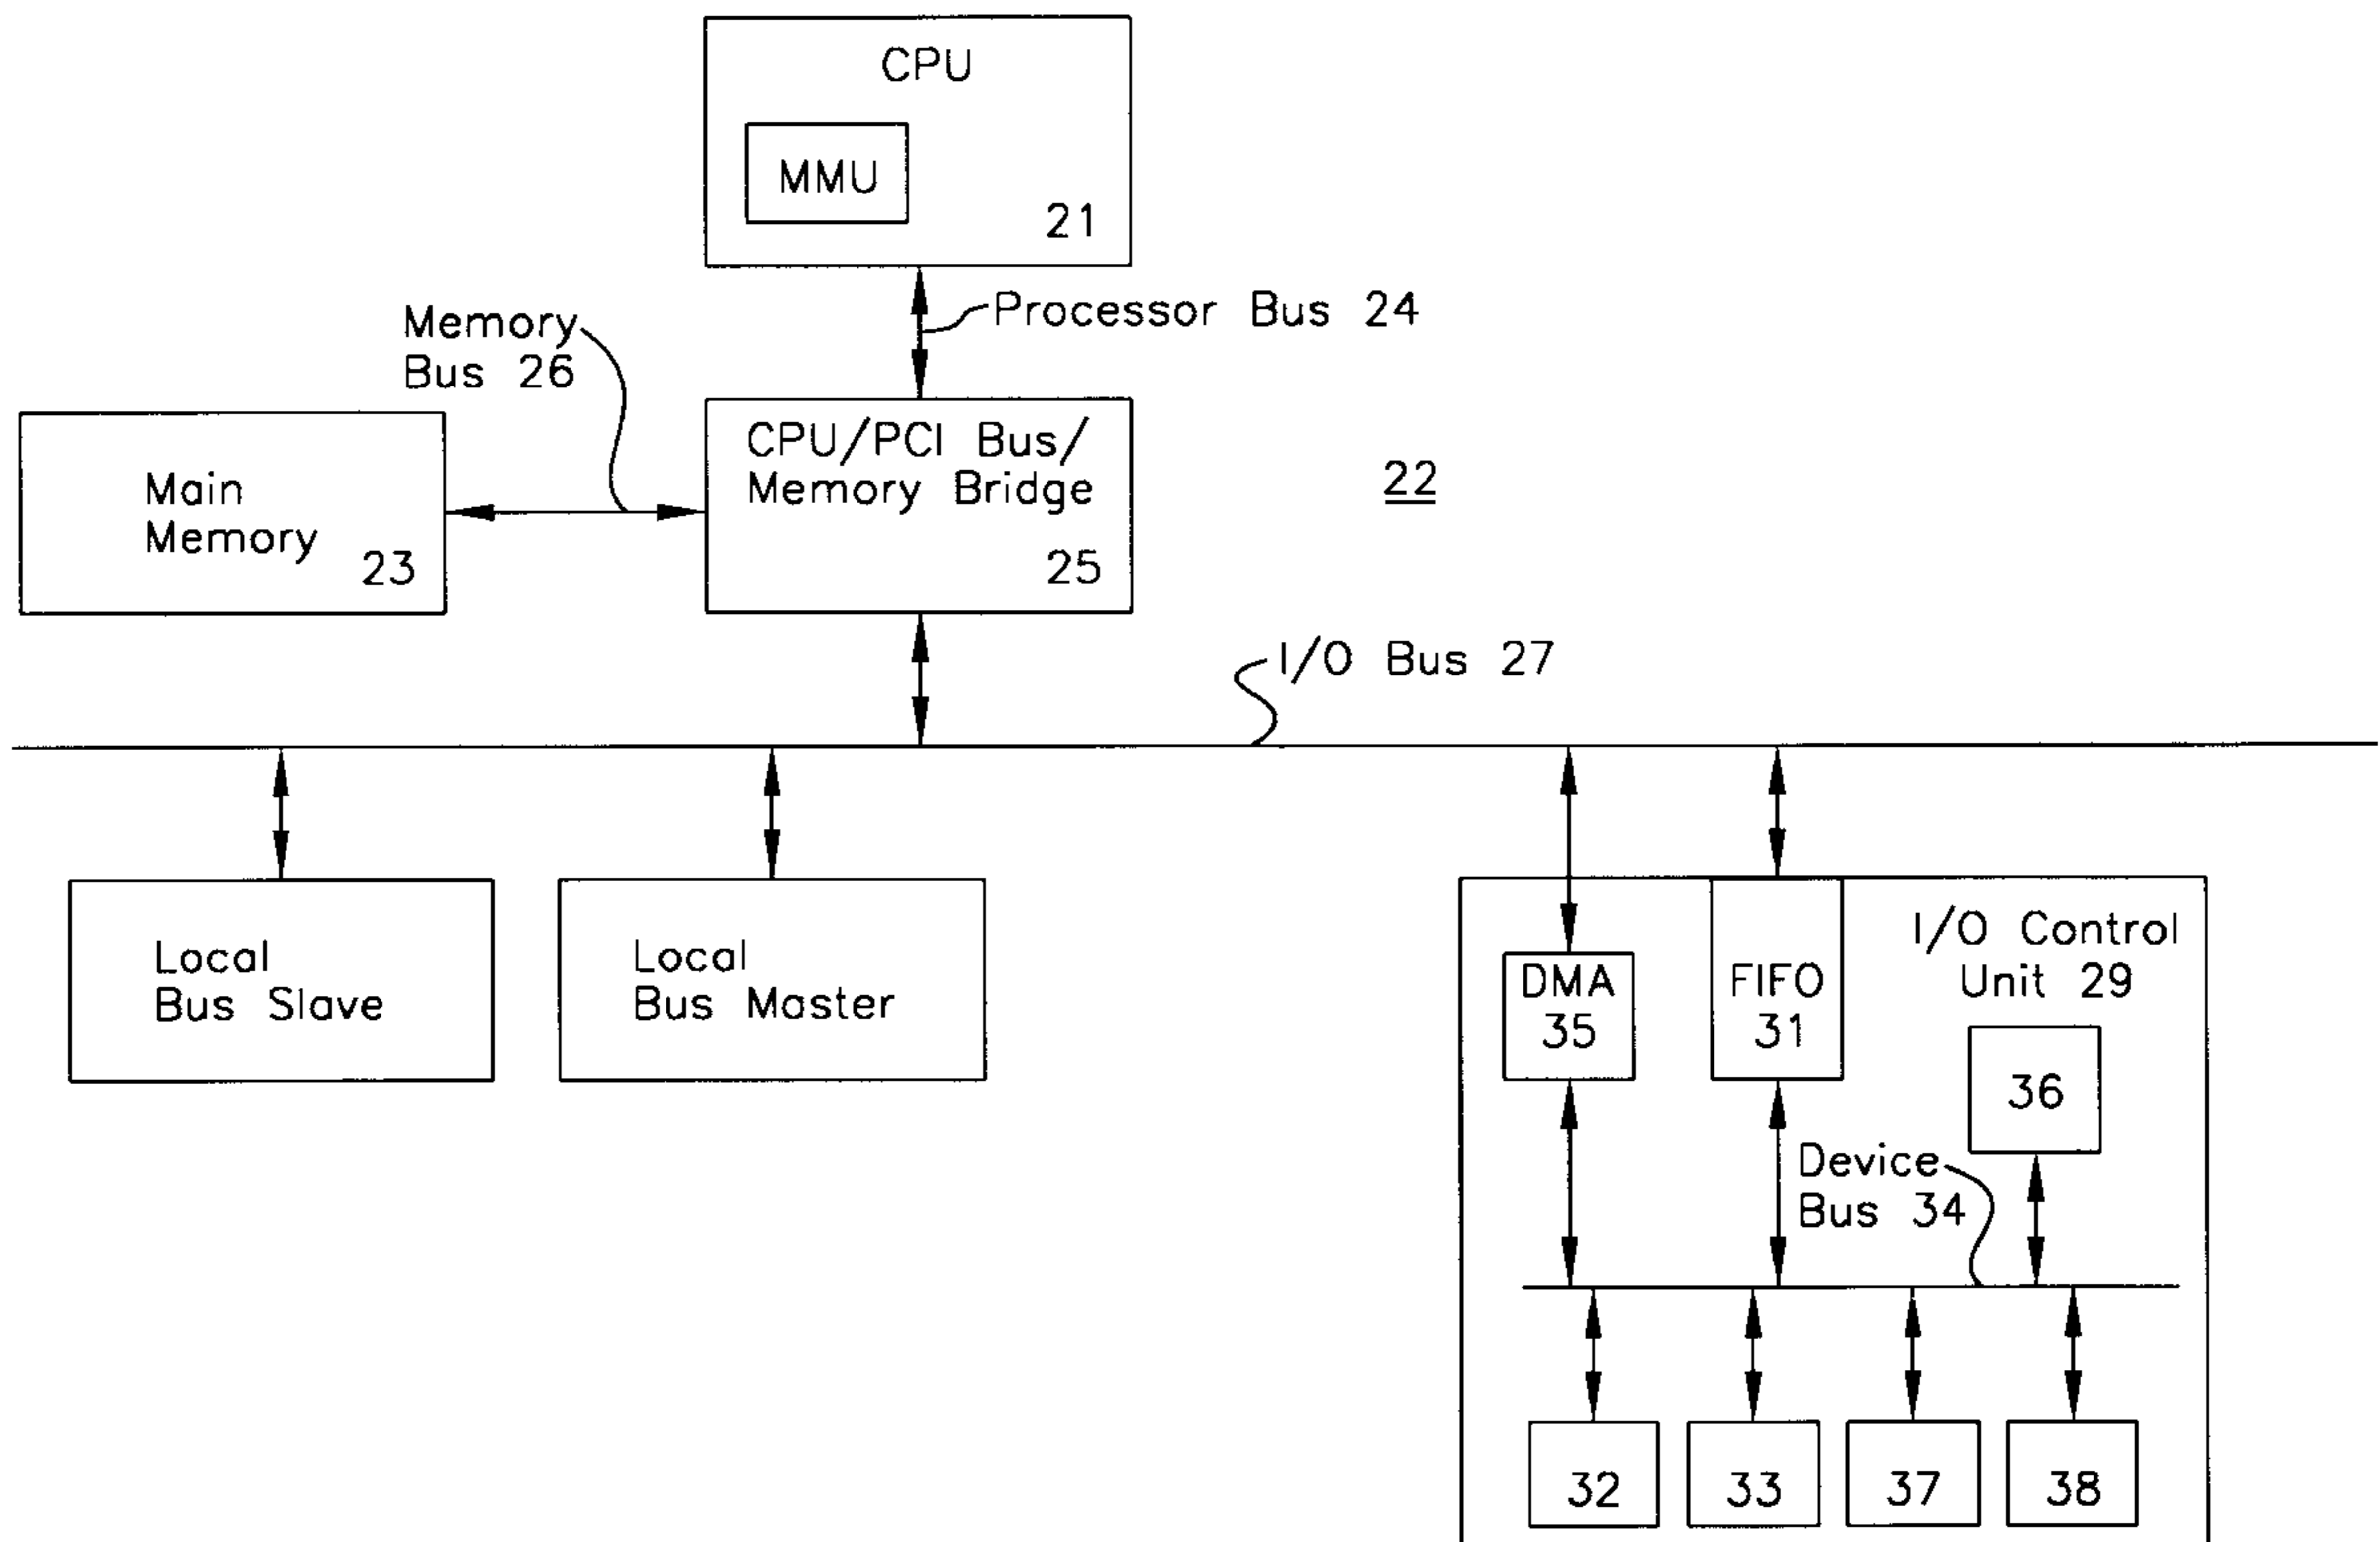 CPU
MMU
21
Processor Bus 24
Memory
Bus 26
CPU/PCI Bus/
Memory Bridge
25
22
Main
Memory
23
I/O Bus 27
Local
Bus Slave
Local
Bus Master
I/O Control
Unit 29
DMA
35
FIFO
31
36
Device
Bus 34
32
33
37
38